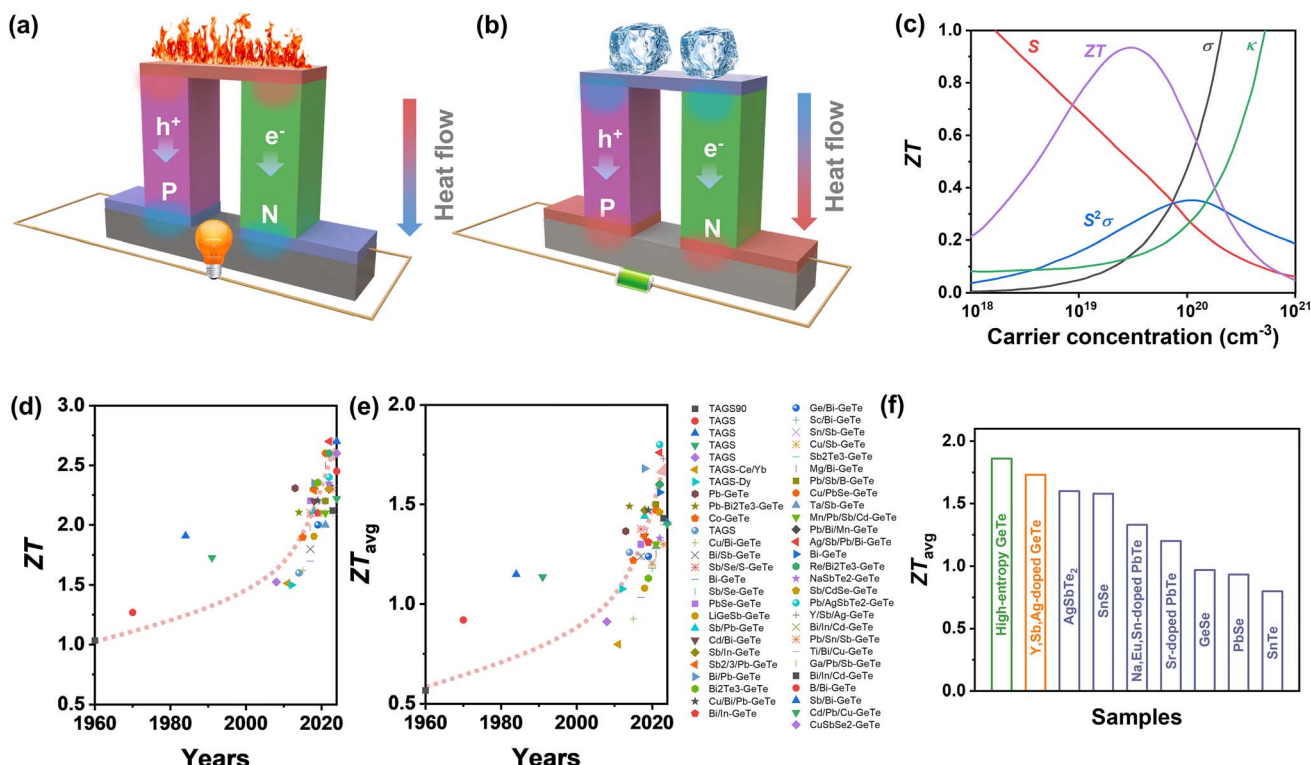 (a)
h⁺
e⁻
P
N
Heat flow
(b)
h⁺
e⁻
P
N
Heat flow
(c)
ZT
1.0
0.8
0.6
0.4
0.2
0.0
S
ZT
σ
κ
S²σ
10¹⁸
10¹⁹
10²⁰
10²¹
Carrier concentration (cm⁻³)
(d)
ZT
3.0
2.5
2.0
1.5
1.0
0.5
1960
1980
2000
2020
Years
(e)
ZTavg
2.0
1.5
1.0
0.5
1960
1980
2000
2020
Years
TAGS90
TAGS
TAGS
TAGS
TAGS
TAGS-Ce/Yb
TAGS-Dy
Pb-GeTe
Pb-Bi2Te3-GeTe
Co-GeTe
TAGS
Cu/Bi-GeTe
Bi/Sb-GeTe
Sb/Se/S-GeTe
Bi-GeTe
Sb/Se-GeTe
PbSe-GeTe
LiGeSb-GeTe
Sb/Pb-GeTe
Cd/Bi-GeTe
Sb/In-GeTe
Sb2/3/Pb-GeTe
Bi/Pb-GeTe
Bi2Te3-GeTe
Cu/Bi/Pb-GeTe
Bi/In-GeTe
Ge/Bi-GeTe
Sc/Bi-GeTe
Sn/Sb-GeTe
Cu/Sb-GeTe
Sb2Te3-GeTe
Mg/Bi-GeTe
Pb/Sb/B-GeTe
Cu/PbSe-GeTe
Ta/Sb-GeTe
Mn/Pb/Sb/Cd-GeTe
Pb/Bi/Mn-GeTe
Ag/Sb/Pb/Bi-GeTe
Bi-GeTe
Re/Bi2Te3-GeTe
NaSbTe2-GeTe
Sb/CdSe-GeTe
Pb/AgSbTe2-GeTe
Y/Sb/Ag-GeTe
Bi/In/Cd-GeTe
Pb/Sn/Sb-GeTe
Ti/Bi/Cu-GeTe
Ga/Pb/Sb-GeTe
Bi/In/Cd-GeTe
B/Bi-GeTe
Sb/Bi-GeTe
Cd/Pb/Cu-GeTe
CuSbSe2-GeTe
(f)
ZTavg
2.0
1.5
1.0
0.5
0.0
High-entropy GeTe
Y,Sb,Ag-doped GeTe
AgSbTe₂
SnSe
Na,Eu,Sn-doped PbTe
Sr-doped PbTe
GeSe
PbSe
SnTe
Samples